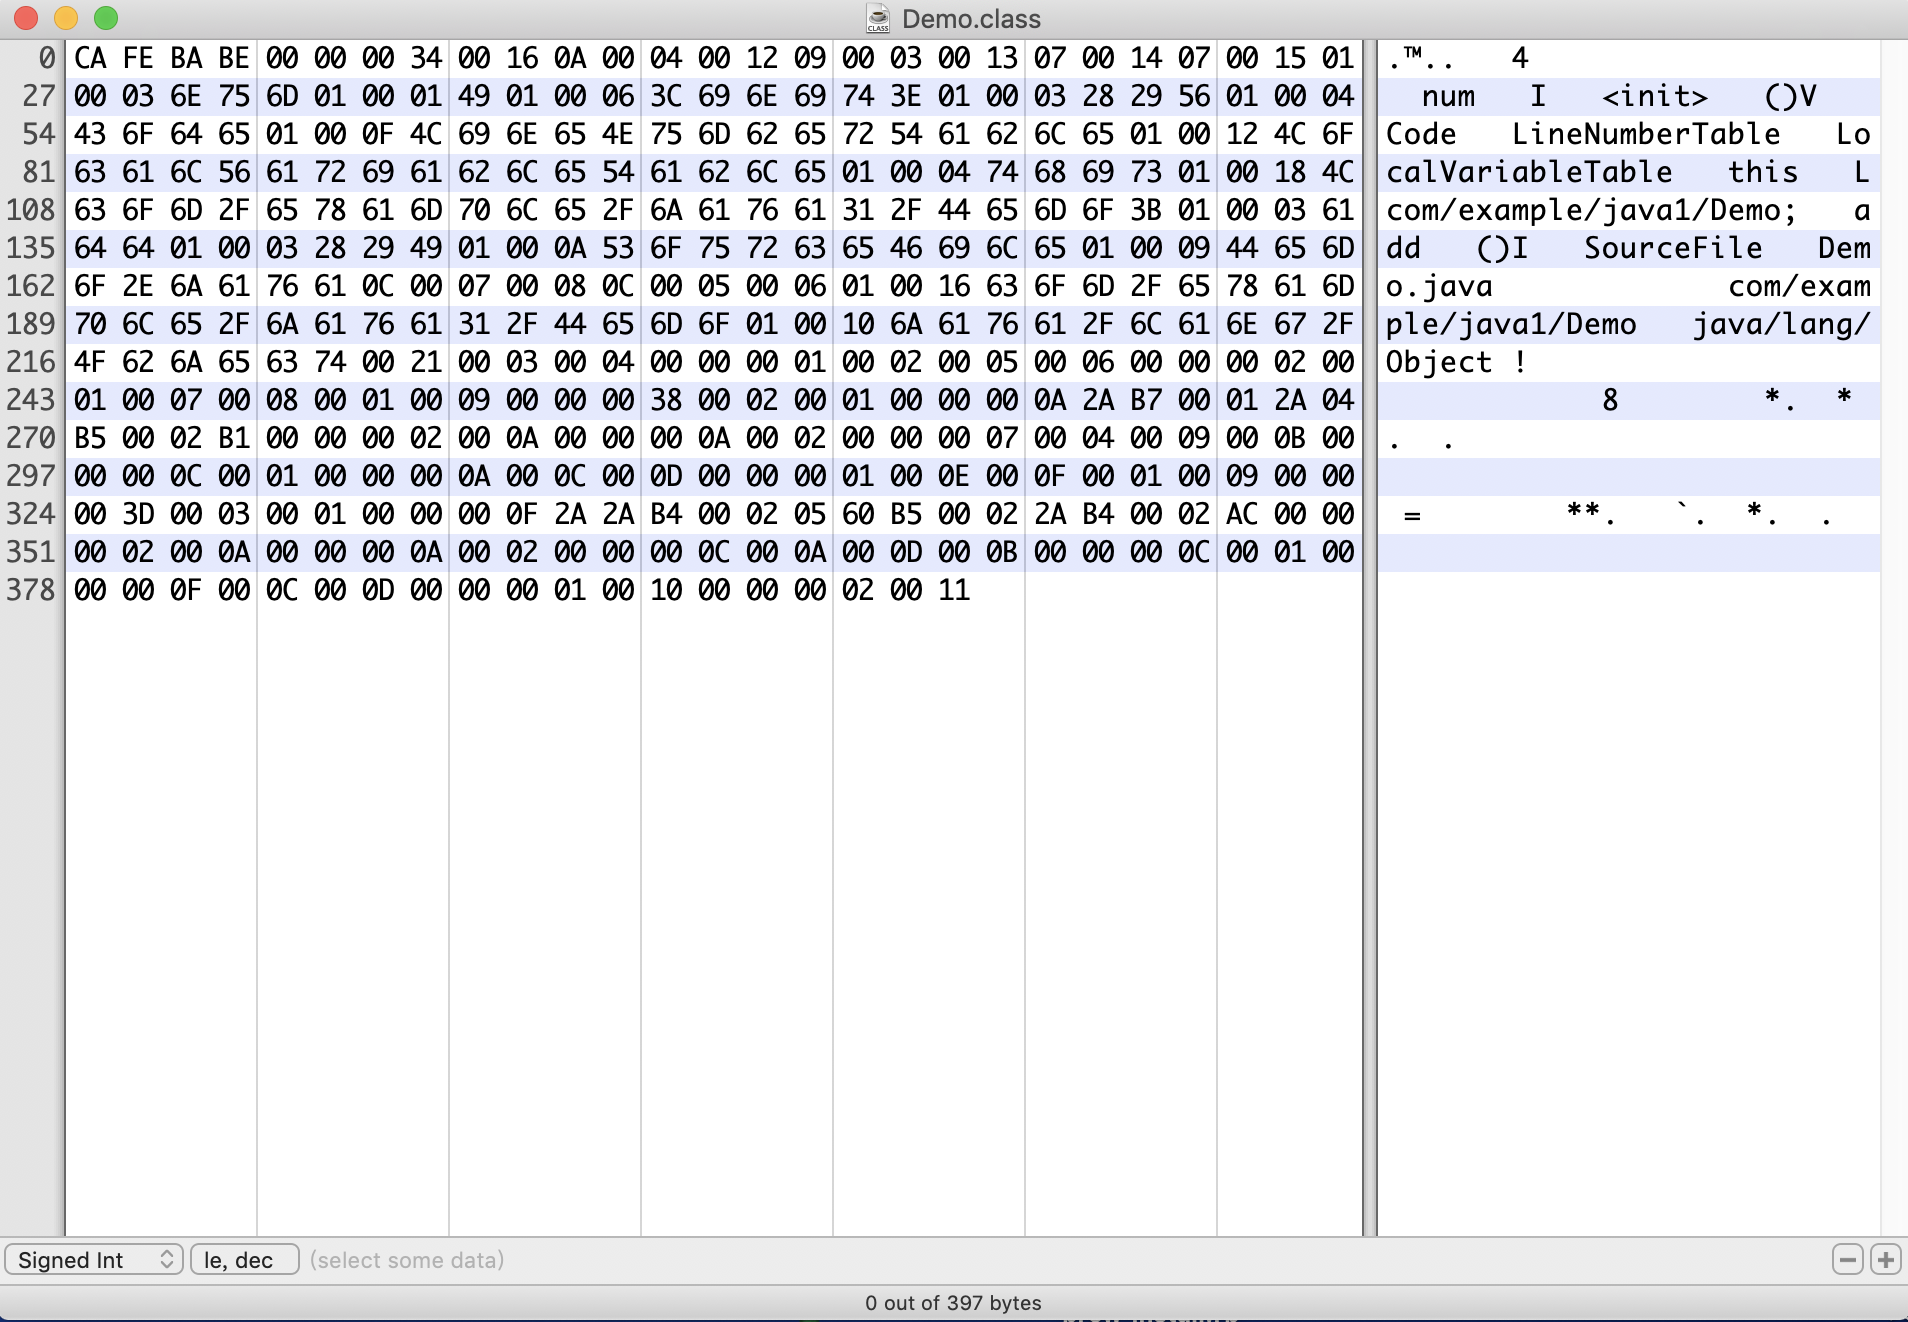 CLASS Demo.class
0 CA FE BA BE 00 00 00 34 00 16 0A 00 04 00 12 09 00 03 00 13 07 00 14 07 00 15 01 .™.. 4
27 00 03 6E 75 6D 01 00 01 49 01 00 06 3C 69 6E 69 74 3E 01 00 03 28 29 56 01 00 04 num I <init> ()V
54 43 6F 64 65 01 00 0F 4C 69 6E 65 4E 75 6D 62 65 72 54 61 62 6C 65 01 00 12 4C 6F Code LineNumberTable Lo
81 63 61 6C 56 61 72 69 61 62 6C 65 54 61 62 6C 65 01 00 04 74 68 69 73 01 00 18 4C calVariableTable this L
108 63 6F 6D 2F 65 78 61 6D 70 6C 65 2F 6A 61 76 61 31 2F 44 65 6D 6F 3B 01 00 03 61 com/example/java1/Demo; a
135 64 64 01 00 03 28 29 49 01 00 0A 53 6F 75 72 63 65 46 69 6C 65 01 00 09 44 65 6D dd ()I SourceFile Dem
162 6F 2E 6A 61 76 61 0C 00 07 00 08 0C 00 05 00 06 01 00 16 63 6F 6D 2F 65 78 61 6D o.java com/exam
189 70 6C 65 2F 6A 61 76 61 31 2F 44 65 6D 6F 01 00 10 6A 61 76 61 2F 6C 61 6E 67 2F ple/java1/Demo java/lang/
216 4F 62 6A 65 63 74 00 21 00 03 00 04 00 00 00 01 00 02 00 05 00 06 00 00 00 02 00 Object !
243 01 00 07 00 08 00 01 00 09 00 00 00 38 00 02 00 01 00 00 00 0A 2A B7 00 01 2A 04 8 *. *
270 B5 00 02 B1 00 00 00 02 00 0A 00 00 00 0A 00 02 00 00 00 07 00 04 00 09 00 0B 00 . .
297 00 00 0C 00 01 00 00 00 0A 00 0C 00 0D 00 00 00 01 00 0E 00 0F 00 01 00 09 00 00
324 00 3D 00 03 00 01 00 00 00 0F 2A 2A B4 00 02 05 60 B5 00 02 2A B4 00 02 AC 00 00 = **. `. *. .
351 00 02 00 0A 00 00 00 0A 00 02 00 00 00 0C 00 0A 00 0D 00 0B 00 00 00 0C 00 01 00
378 00 00 0F 00 0C 00 0D 00 00 00 01 00 10 00 00 00 02 00 11
Signed Int le, dec (select some data)
0 out of 397 bytes